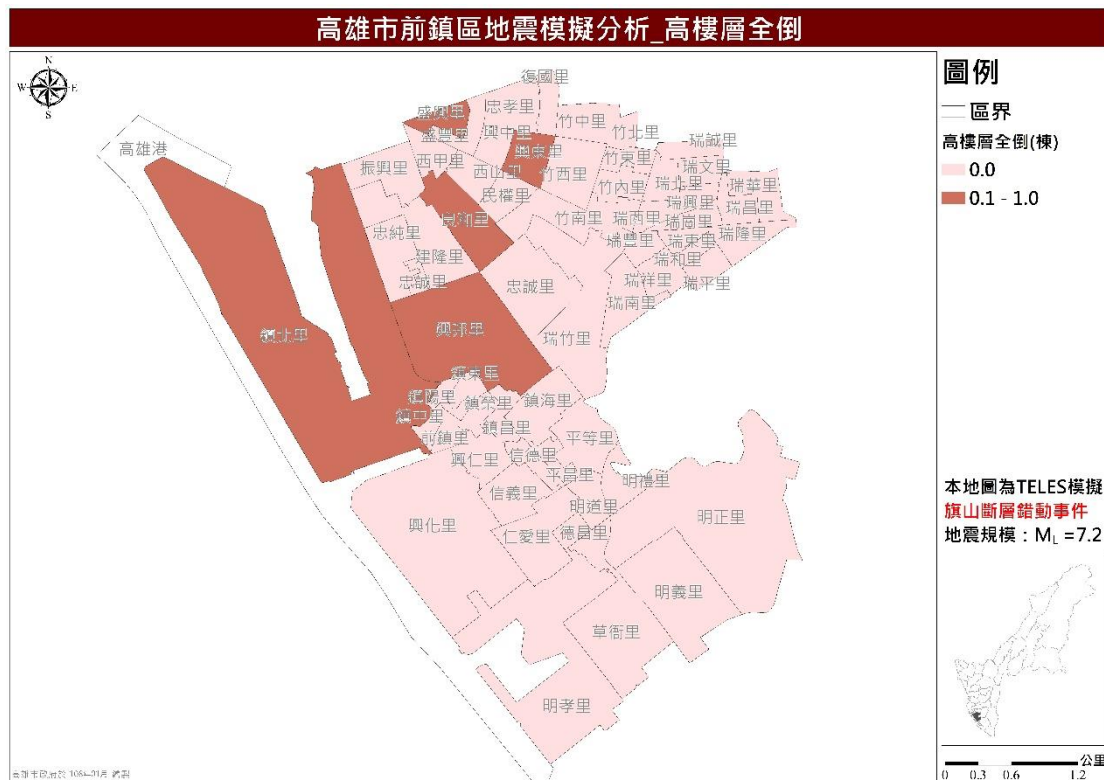 高雄市前鎮區地震模擬分析_高樓層全倒
N
W
E
S
高雄港
復國里
盛興里
忠孝里
盛豐里
興中里
竹中里
竹北里
瑞誠里
振興里
西甲里
西山里
興東里
竹西里
竹東里
瑞文里
民權里
竹內里
瑞北里
瑞華里
良和里
竹南里
瑞西里
瑞興里
瑞昌里
忠純里
瑞豐里
瑞崗里
瑞東里
瑞隆里
建隆里
瑞和里
忠誠里
忠誠里
瑞祥里
瑞平里
瑞南里
鎮北里
興邦里
瑞竹里
鎮東里
鎮陽里
鎮榮里
鎮海里
鎮中里
前鎮里
鎮昌里
平等里
興仁里
信德里
平昌里
明禮里
信義里
明道里
興化里
仁愛里
德昌里
明正里
明義里
草衙里
明孝里
圖例
區界
高樓層全倒(棟)
0.0
0.1 - 1.0
本地圖為TELES模擬
旗山斷層錯動事件
地震規模：ML =7.2
公里
0 0.3 0.6 1.2